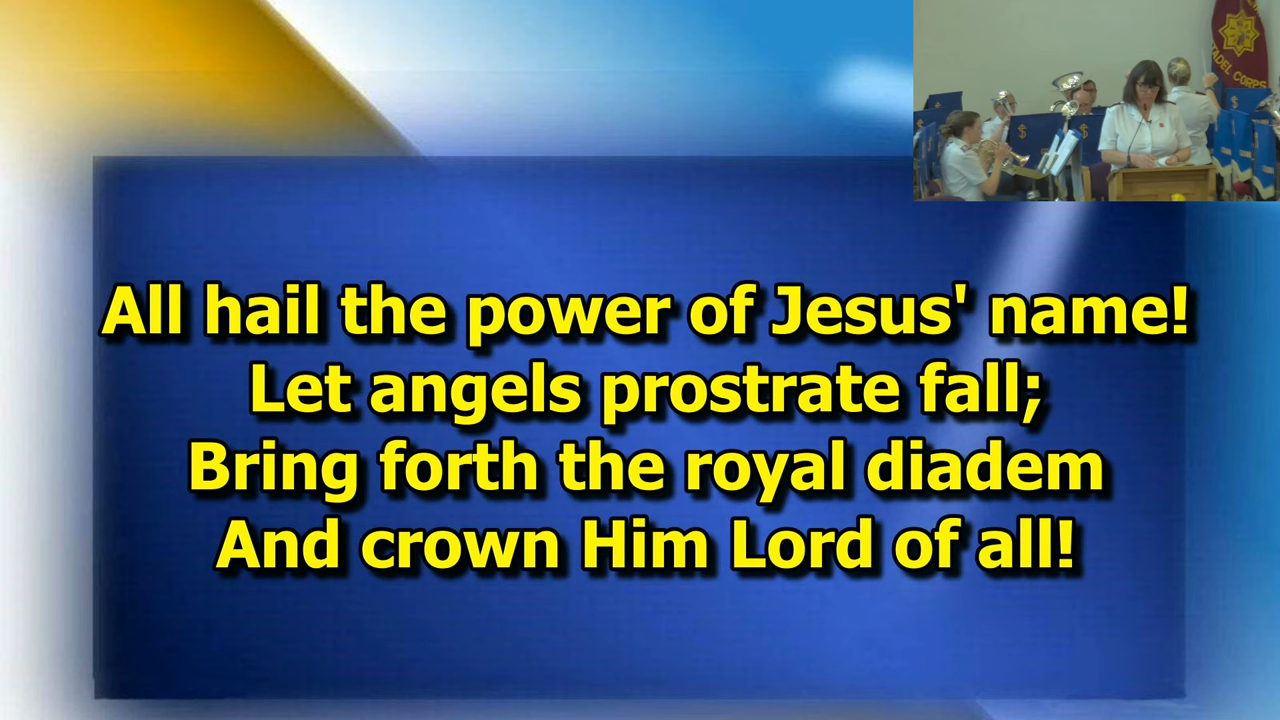 All hail the power of Jesus' name!
Let angels prostrate fall;
Bring forth the royal diadem
And crown Him Lord of all!
CORPS